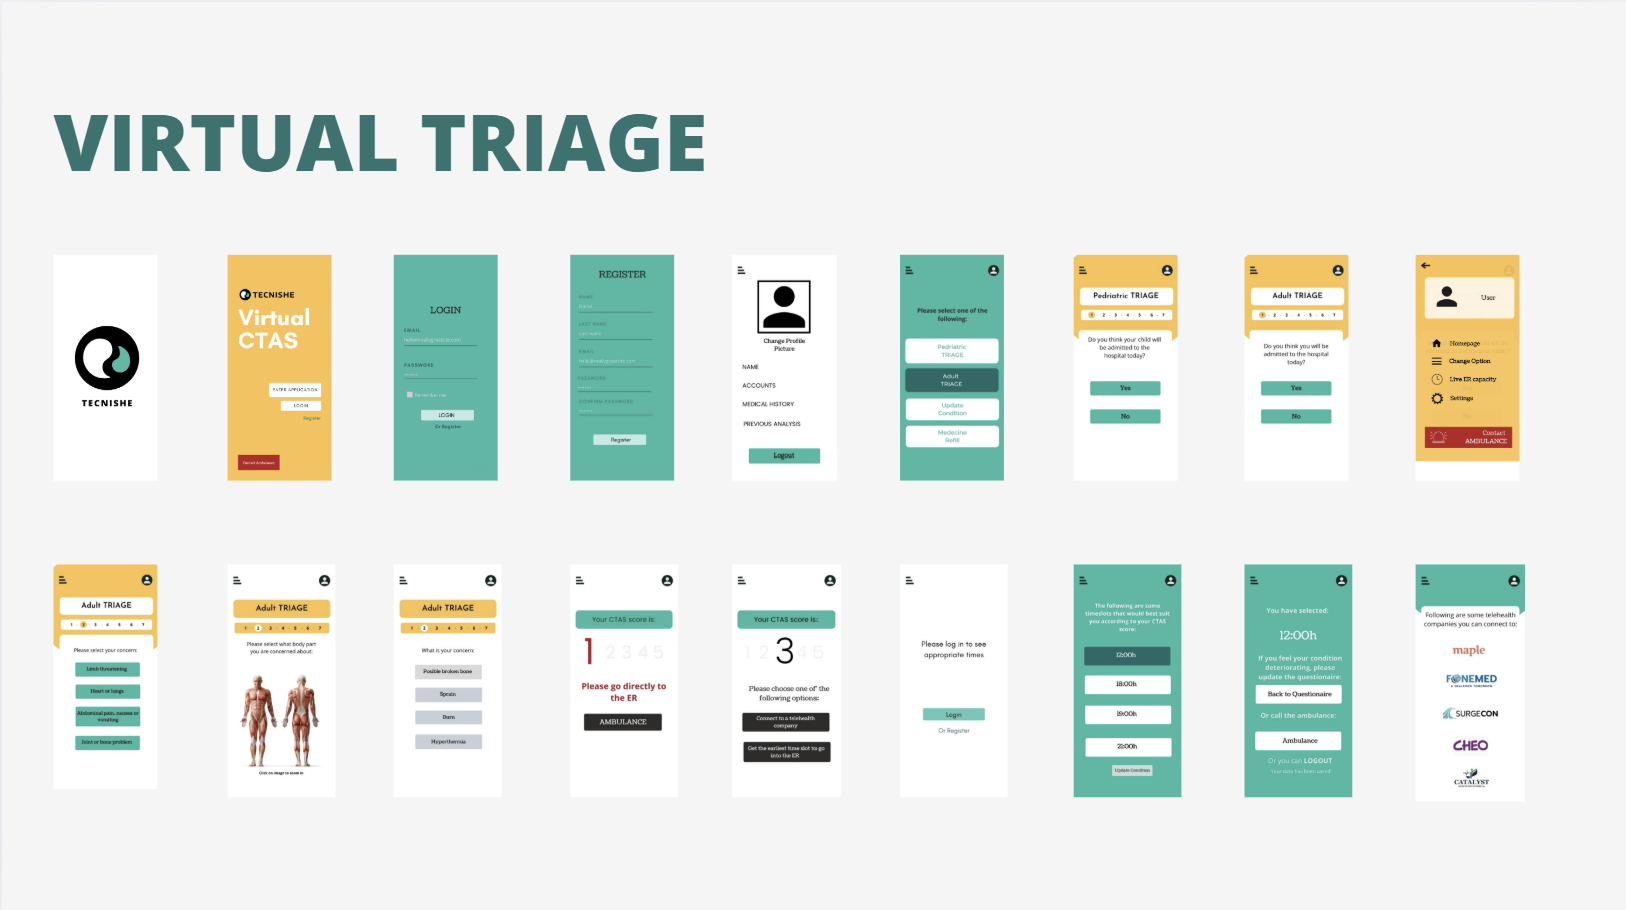 VIRTUAL TRIAGE
TECNISHE
TECNISHE
Virtual
CTAS
ENTER APPLICATION
LOGIN
Register
LOGIN
EMAIL
PASSWORD
Remember me
LOGIN
Or Register
REGISTER
NAME
LAST NAME
EMAIL
PASSWORD
CONFIRM PASSWORD
Register
Change Profile
Picture
NAME
ACCOUNTS
MEDICAL HISTORY
PREVIOUS ANALYSIS
Logout
Please select one of the
following:
Pedriatric
TRIAGE
Adult
TRIAGE
Update
Condition
Medecine
Refill
Pedriatric TRIAGE
1 - 2 - 3 - 4 - 5 - 6 - 7
Do you think your child will
be admitted to the
hospital today?
Yes
No
Adult TRIAGE
1 - 2 - 3 - 4 - 5 - 6 - 7
Do you think you will be
admitted to the hospital
today?
Yes
No
User
Homepage
Change Option
Live ER capacity
Settings
Contact
AMBULANCE
Adult TRIAGE
1 2 3 4 5 6 7
Please select your concern:
Limb threatening
Heart or lungs
Abdominal pain, nausea or
vomiting
Joint or bone problem
Adult TRIAGE
1 2 3 4 5 6 7
Please select what body part
you are concerned about:
Click on image to zoom in
Adult TRIAGE
1 2 3 4 5 6 7
What is your concern:
Posible broken bone
Sprain
Burn
Hyperthermia
Your CTAS score is:
1 2 3 4 5
Please go directly to
the ER
AMBULANCE
Your CTAS score is:
1 2 3 4 5
Please choose one of the
following options:
Connect to a telehealth
company
Get the earliest time slot to go
into the ER
Please log in to see
appropriate times
Login
Or Register
The following are some
timeslots that would best suit
you according to your CTAS
score:
12:00h
18:00h
19:00h
21:00h
Update Condition
You have selected:
12:00h
If you feel your condition
deteriorating, please
update the questionaire:
Back to Questionaire
Or call the ambulance:
Ambulance
Or you can LOGOUT
Your data has been saved!
Following are some telehealth
companies you can connect to:
maple
FONEMED
SURGECON
CHEO
CATALYST